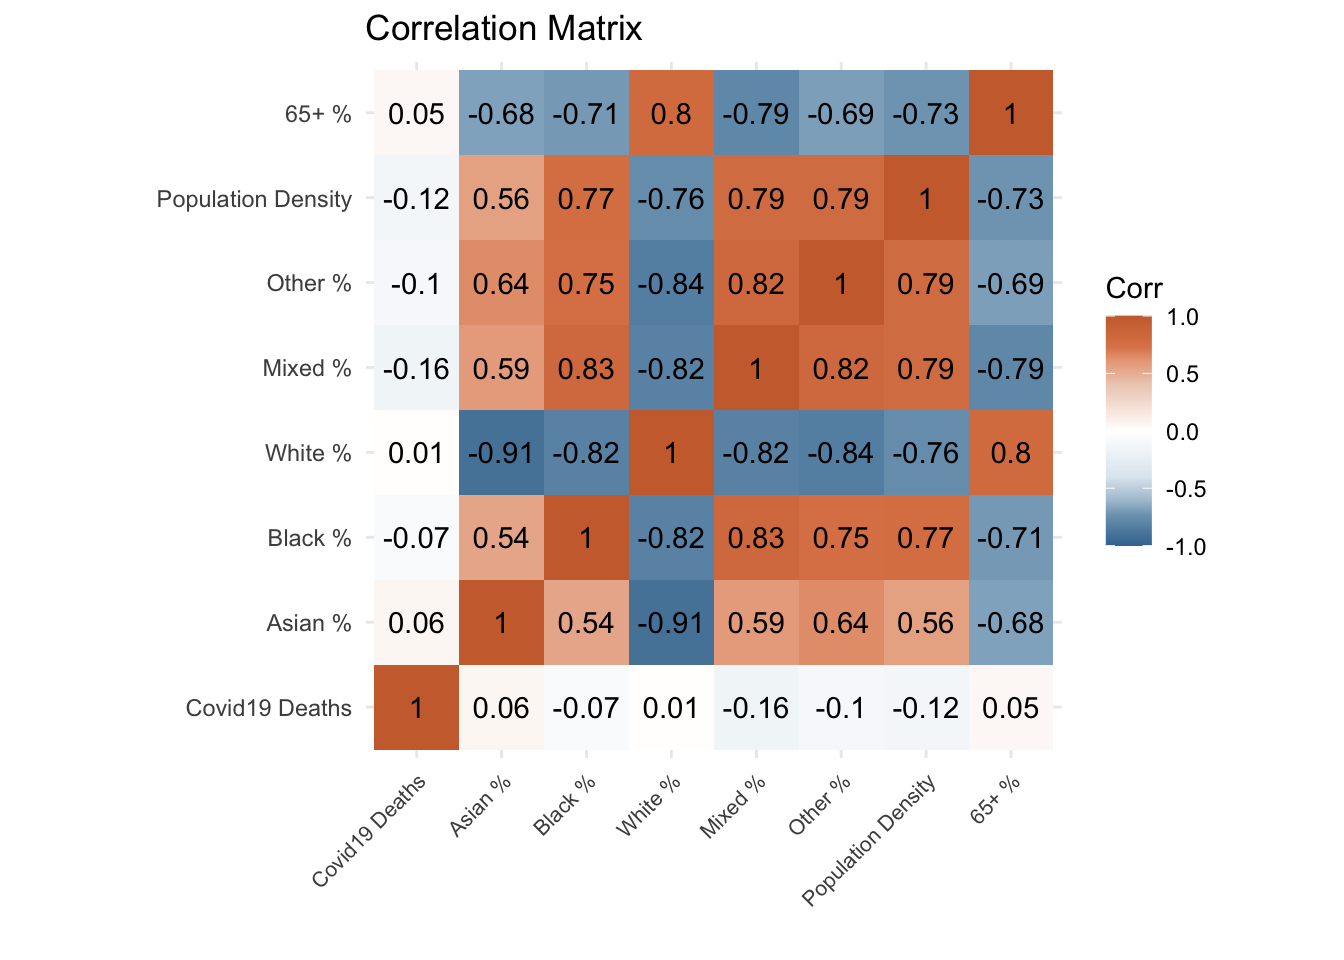 Correlation Matrix
65+ % 0.05 -0.68 -0.71 0.8 -0.79 -0.69 -0.73 1
Population Density -0.12 0.56 0.77 -0.76 0.79 0.79 1 -0.73
Other % -0.1 0.64 0.75 -0.84 0.82 1 0.79 -0.69
Mixed % -0.16 0.59 0.83 -0.82 1 0.82 0.79 -0.79
White % 0.01 -0.91 -0.82 1 -0.82 -0.84 -0.76 0.8
Black % -0.07 0.54 1 -0.82 0.83 0.75 0.77 -0.71
Asian % 0.06 1 0.54 -0.91 0.59 0.64 0.56 -0.68
Covid19 Deaths 1 0.06 -0.07 0.01 -0.16 -0.1 -0.12 0.05
Covid19 Deaths
Asian %
Black %
White %
Mixed %
Other %
Population Density
65+ %
Corr
1.0
0.5
0.0
-0.5
-1.0